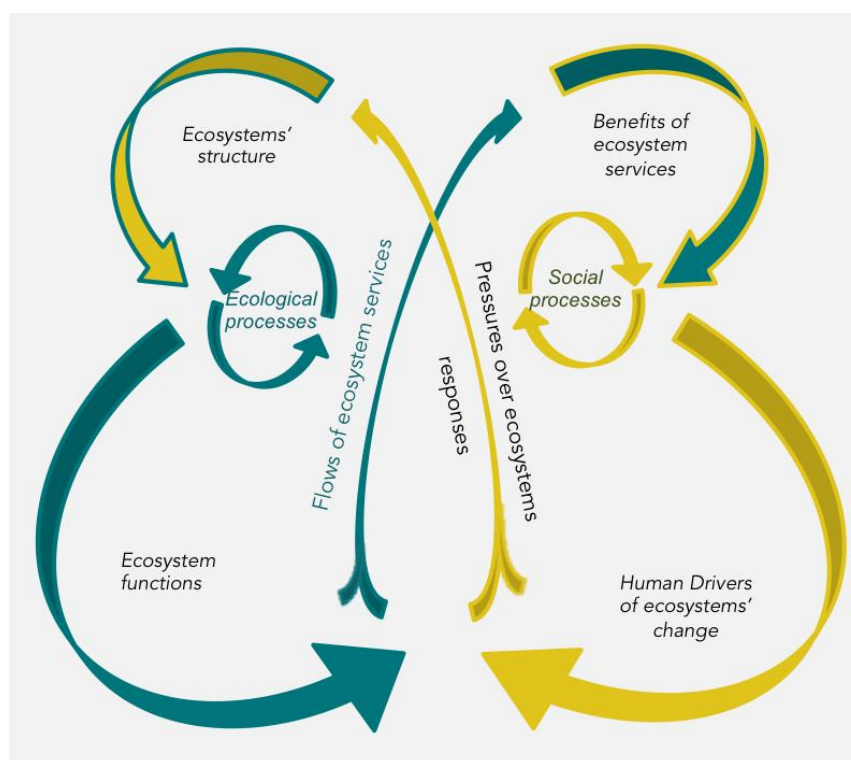 Ecosystems'
structure
Benefits of
ecosystem
services
Ecological
processes
Social
processes
Flows of ecosystem services
Pressures over ecosystems
responses
Ecosystem
functions
Human Drivers
of ecosystems'
change